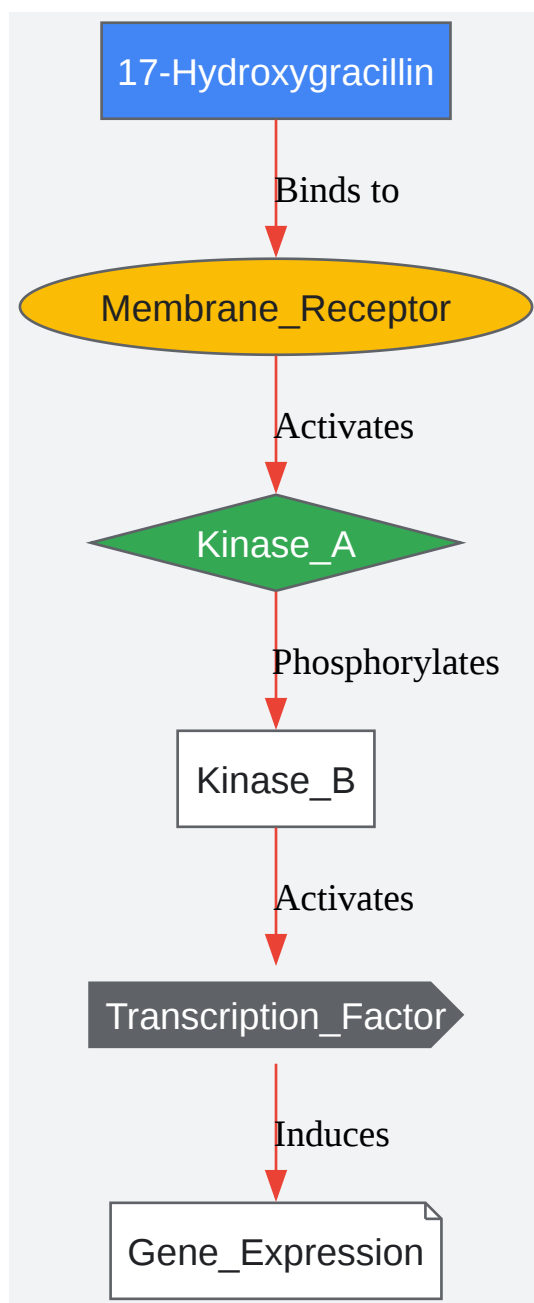 17-Hydroxygracillin
Binds to
Membrane_Receptor
Activates
Kinase_A
Phosphorylates
Kinase_B
Activates
Transcription_Factor
Induces
Gene_Expression